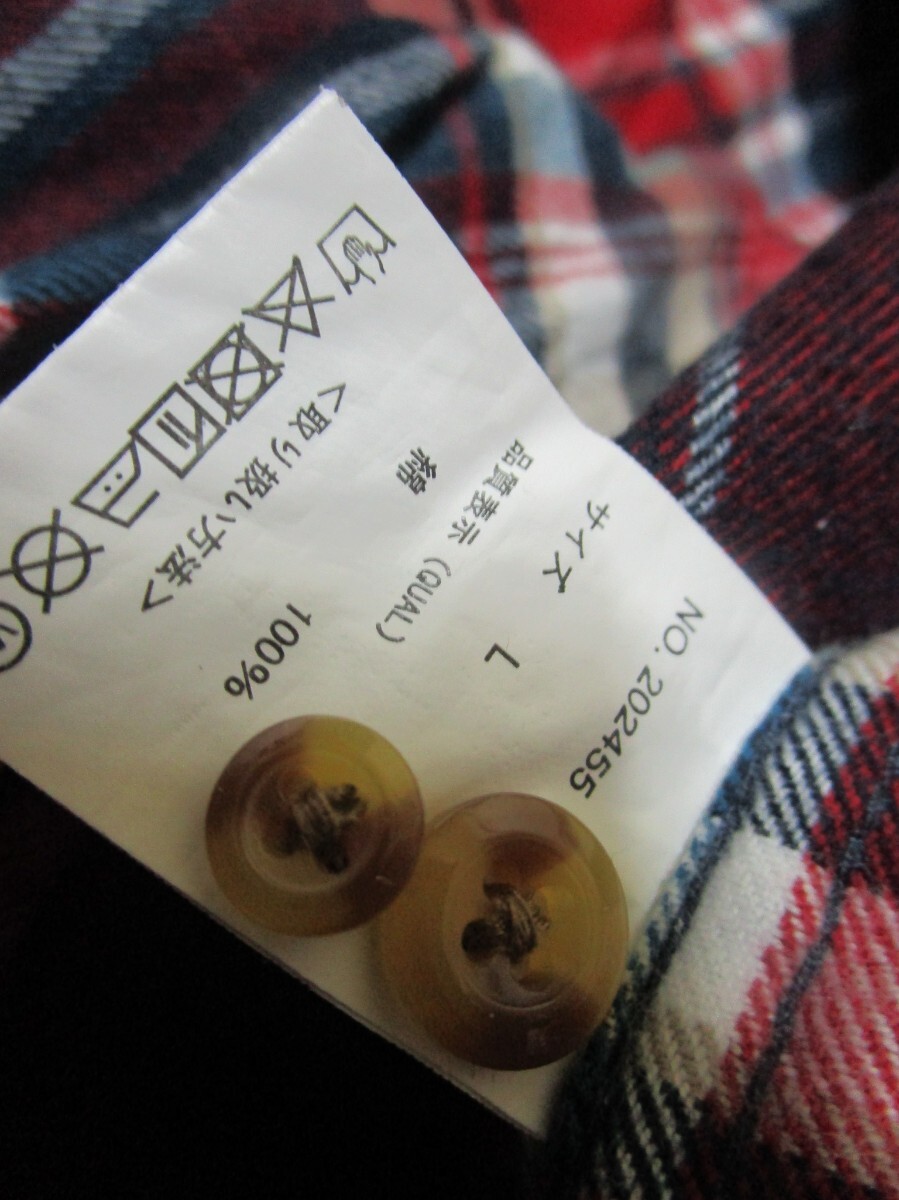 NO. 202455
サイズ L
品質表示 (QUAL)
綿 100%
<取り扱い方法>